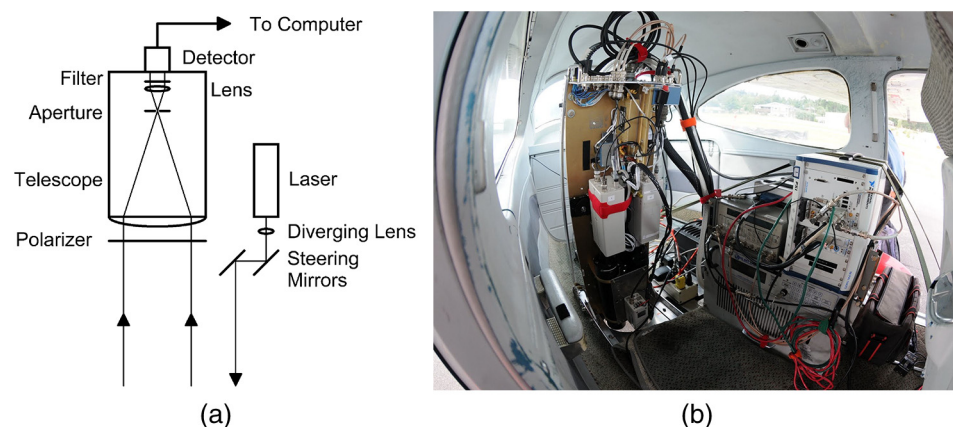 To Computer
Detector
Filter
Lens
Aperture
Telescope
Laser
Polarizer
Diverging Lens
Steering
Mirrors
(a)
(b)